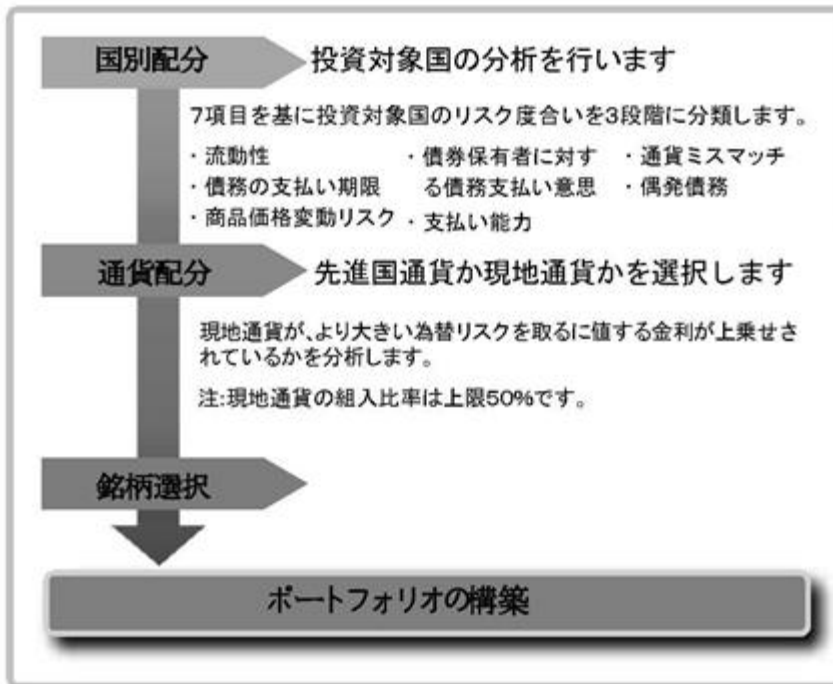 国別配分
投資対象国の分析を行います
7項目を基に投資対象国のリスク度合いを3段階に分類します。
・流動性
・債務の支払い期限
・商品価格変動リスク
・債券保有者に対す
る債務支払い意思
・支払い能力
・通貨ミスマッチ
・偶発債務
通貨配分
先進国通貨か現地通貨かを選択します
現地通貨が、より大きい為替リスクを取るに値する金利が上乗せさ
れているかを分析します。
注:現地通貨の組入比率は上限50%です。
銘柄選択
ポートフォリオの構築